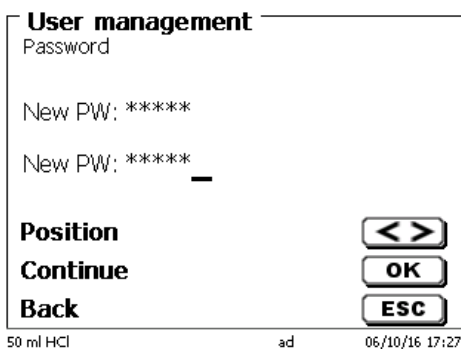 User management
Password
New PW: *****
New PW: *****_
Position < >
Continue OK
Back ESC
50 ml HCl ad 06/10/16 17:27